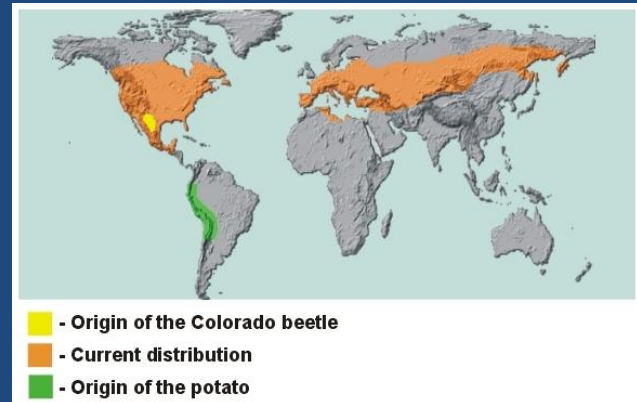 - Origin of the Colorado beetle
- Current distribution
- Origin of the potato